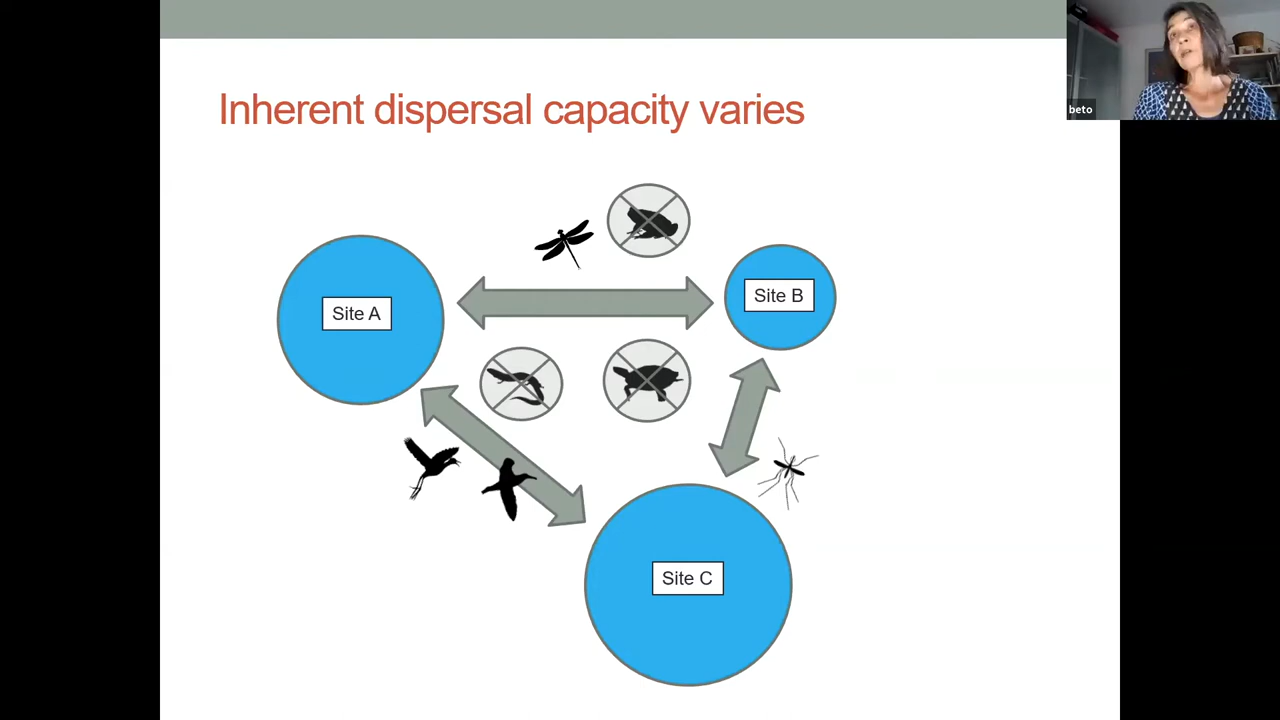 Inherent dispersal capacity varies
beto
Site A
Site B
Site C